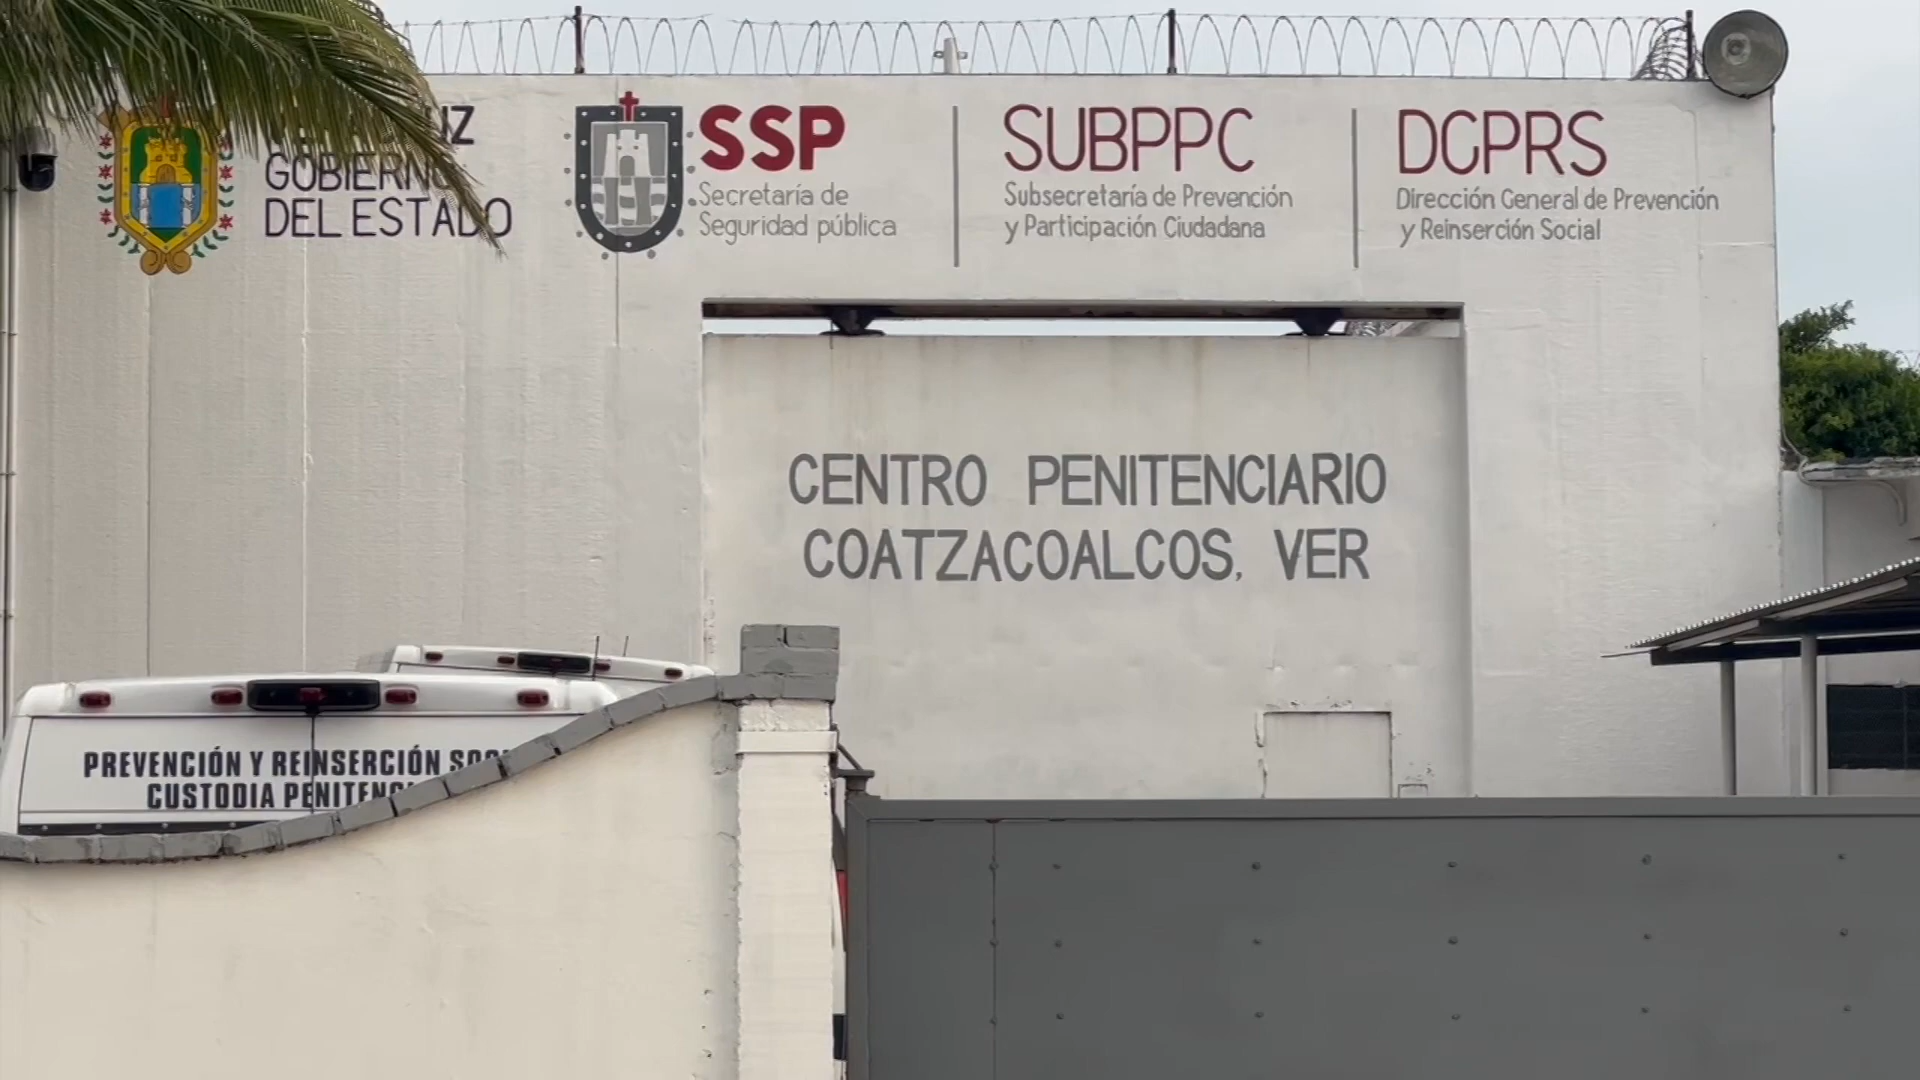 GOBIERNO
DEL ESTADO
SSP
Secretaría de
Seguridad pública
SUBPPC
Subsecretaría de Prevención
y Participación Ciudadana
DGPRS
Dirección General de Prevención
y Reinserción Social
CENTRO PENITENCIARIO
COATZACOALCOS, VER
PREVENCIÓN Y REINSERCIÓN
CUSTODIA